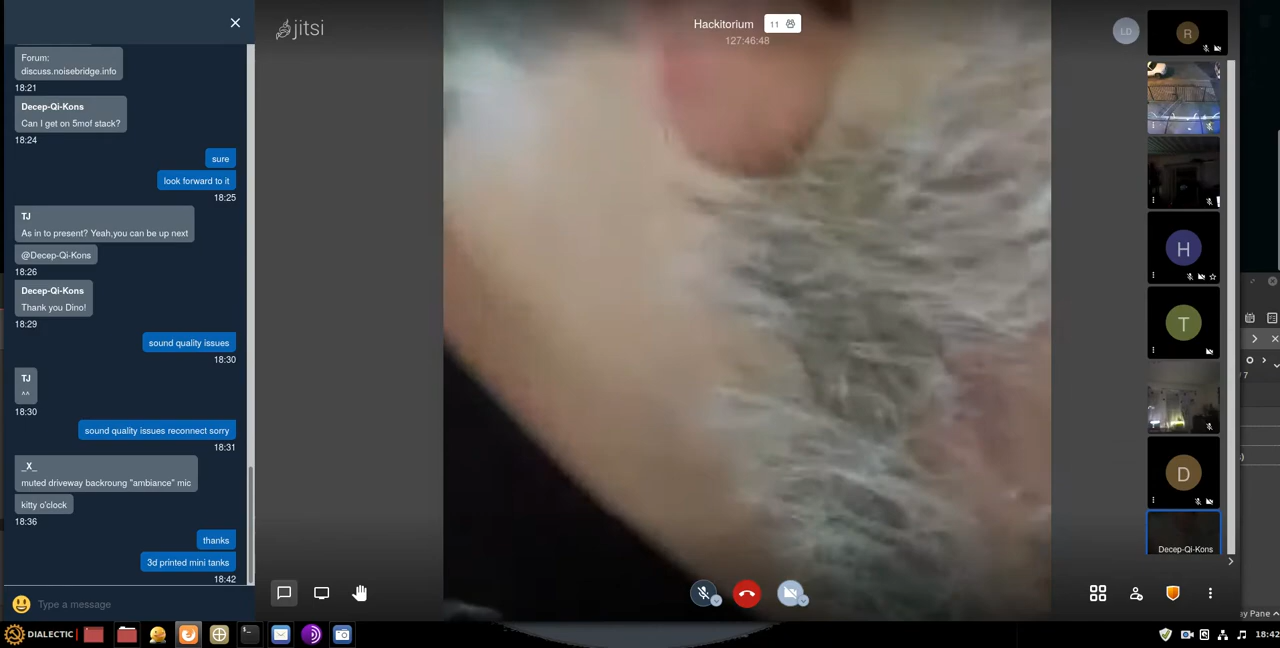 jitsi
Hackitorium 11
127:46:48
LD
R
Forum:
discuss.noisebridge.info
18:21
Decep-Qi-Kons
Can I get on 5mof stack?
18:24
sure
look forward to it
18:25
TJ
As in to present? Yeah,you can be up next
@Decep-Qi-Kons
18:26
Decep-Qi-Kons
Thank you Dino!
18:29
sound quality issues
18:30
TJ
^^
18:30
sound quality issues reconnect sorry
18:31
_X_
muted driveway backroung "ambiance" mic
kitty o'clock
18:36
thanks
3d printed mini tanks
18:42
Type a message
H
T
D
Decep-Qi-Kons
DIALECTIC
18:42